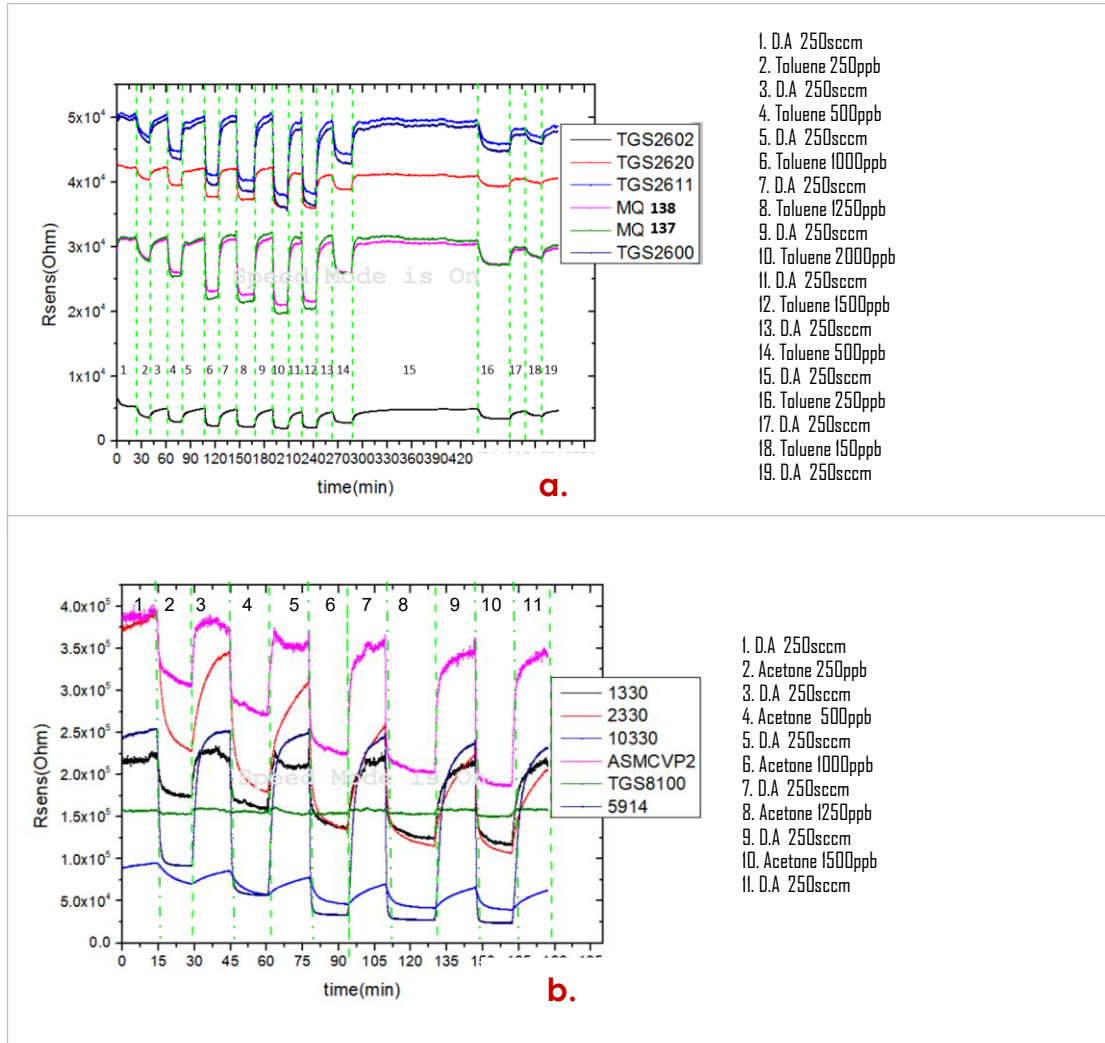 5x10⁴
4x10⁴
3x10⁴
2x10⁴
1x10⁴
0
Rsens(Ohm)
Speed Mode is On
1 2 3 4 5 6 7 8 9 10 11 12 13 14 15 16 17 18 19
0 30 60 90 120 150 180 210 240 270 300 330 360 390 420
time(min)
TGS2602
TGS2620
TGS2611
MQ 138
MQ 137
TGS2600
a.
1. D.A 250sccm
2. Toluene 250ppb
3. D.A 250sccm
4. Toluene 500ppb
5. D.A 250sccm
6. Toluene 1000ppb
7. D.A 250sccm
8. Toluene 1250ppb
9. D.A 250sccm
10. Toluene 2000ppb
11. D.A 250sccm
12. Toluene 1500ppb
13. D.A 250sccm
14. Toluene 500ppb
15. D.A 250sccm
16. Toluene 250ppb
17. D.A 250sccm
18. Toluene 150ppb
19. D.A 250sccm
1 2 3 4 5 6 7 8 9 10 11
4.0x10⁵
3.5x10⁵
3.0x10⁵
2.5x10⁵
2.0x10⁵
1.5x10⁵
1.0x10⁵
5.0x10⁴
0.0
Rsens(Ohm)
Speed Mode is On
0 15 30 45 60 75 90 105 120 135 150
time(min)
1330
2330
10330
ASMCVP2
TGS8100
5914
b.
1. D.A 250sccm
2. Acetone 250ppb
3. D.A 250sccm
4. Acetone 500ppb
5. D.A 250sccm
6. Acetone 1000ppb
7. D.A 250sccm
8. Acetone 1250ppb
9. D.A 250sccm
10. Acetone 1500ppb
11. D.A 250sccm